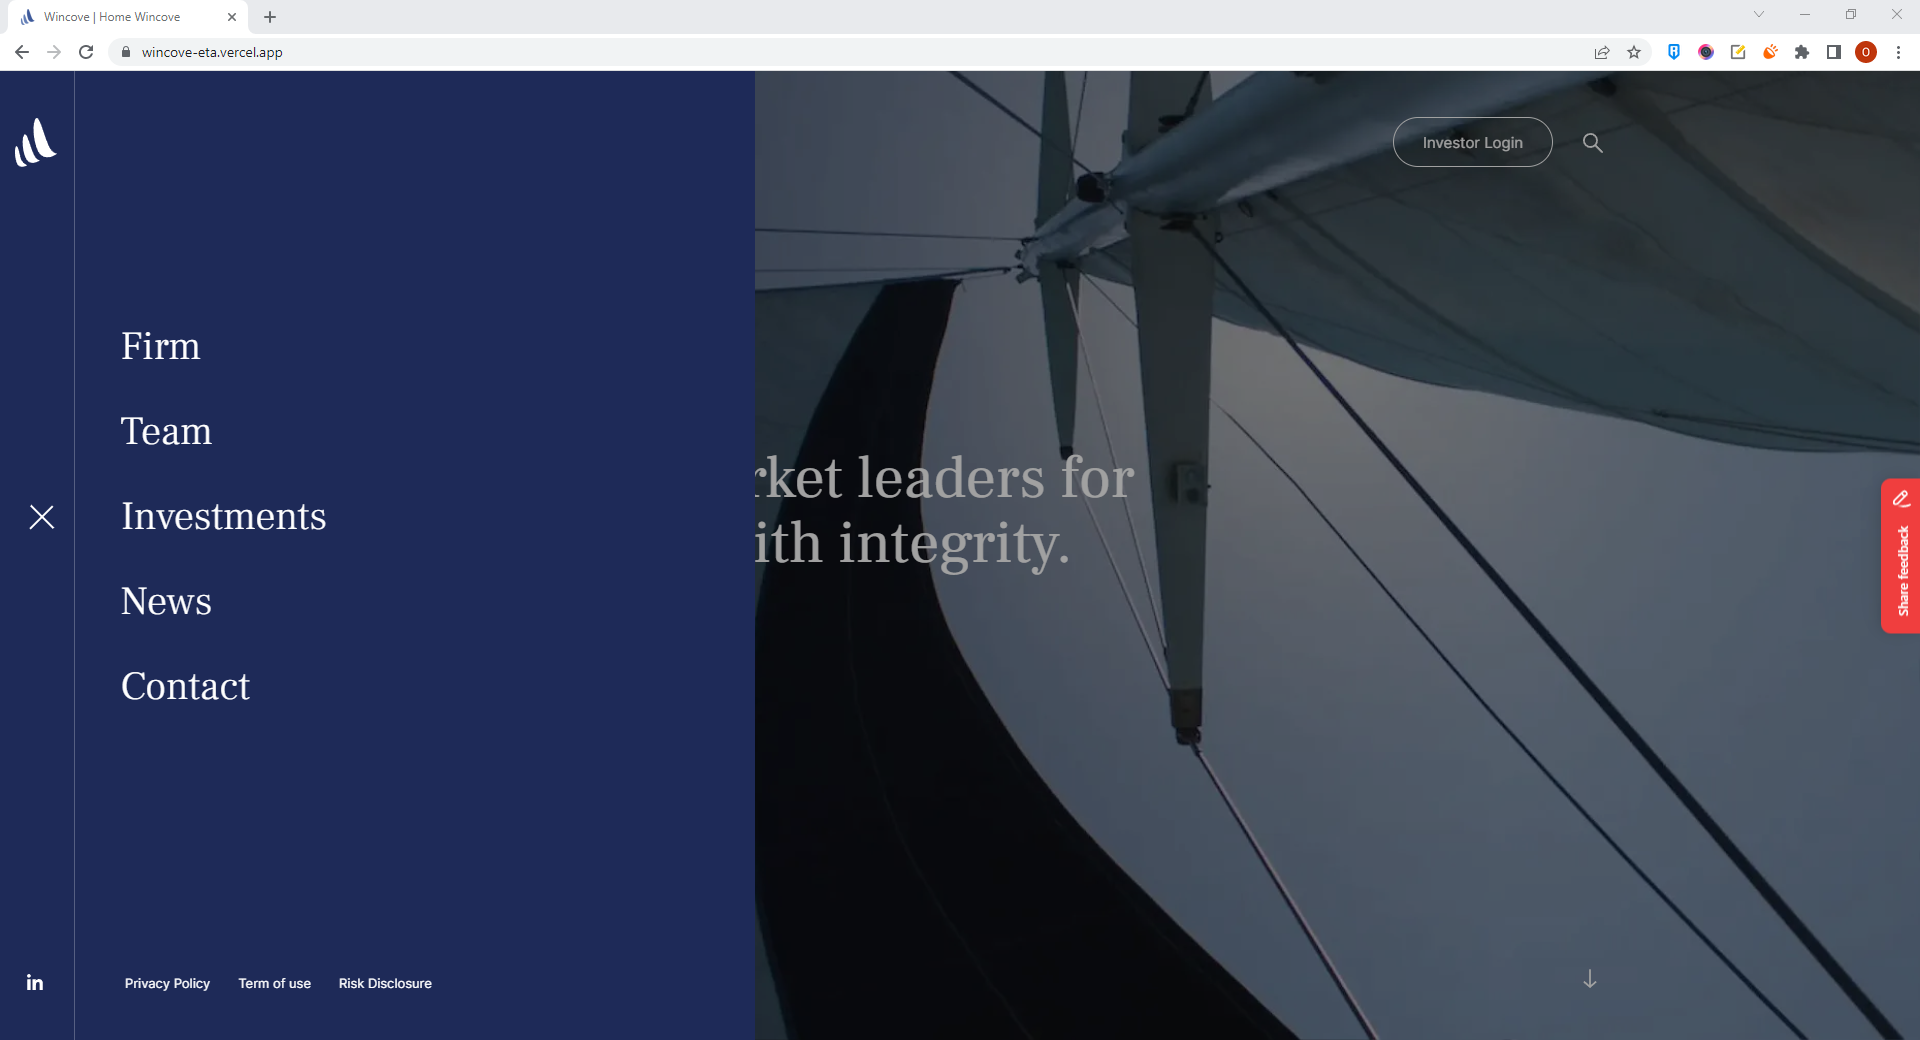 Wincove | Home Wincove
wincove-eta.vercel.app
O
Investor Login
Firm
Team
Investments
News
Contact
rket leaders for
ith integrity.
Share feedback
in
Privacy Policy
Term of use
Risk Disclosure